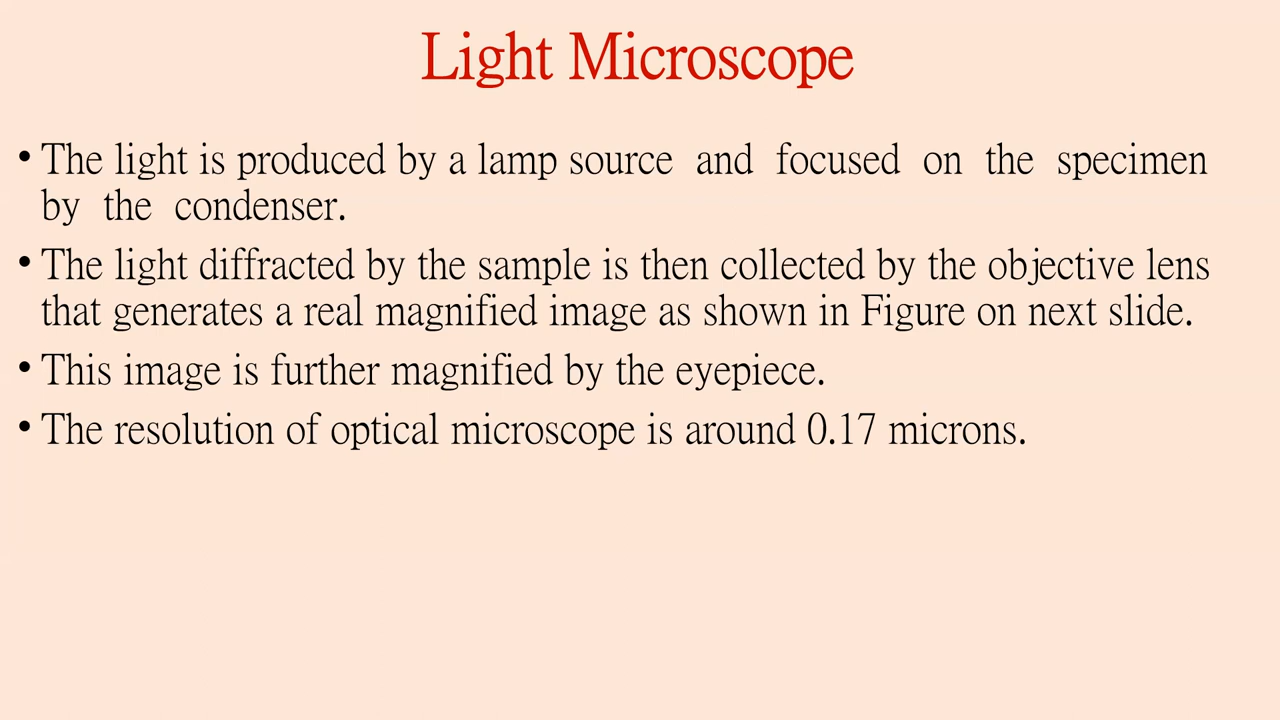 Light Microscope
• The light is produced by a lamp source and focused on the specimen
by the condenser.
• The light diffracted by the sample is then collected by the objective lens
that generates a real magnified image as shown in Figure on next slide.
• This image is further magnified by the eyepiece.
• The resolution of optical microscope is around 0.17 microns.